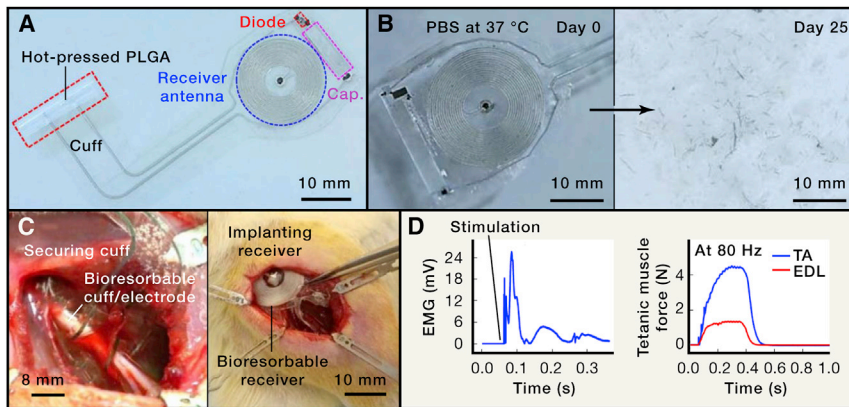 A
Diode
Hot-pressed PLGA
Receiver
antenna
Cap.
Cuff
10 mm
B
PBS at 37 °C
Day 0
Day 25
10 mm
10 mm
C
Securing cuff
Bioresorbable
cuff/electrode
8 mm
Implanting
receiver
Bioresorbable
receiver
10 mm
D
Stimulation
EMG (mV)
24
18
12
6
0
0.0 0.1 0.2 0.3
Time (s)
At 80 Hz
TA
EDL
Tetanic muscle
force (N)
4
2
0
0.0 0.2 0.4 0.6 0.8 1.0
Time (s)